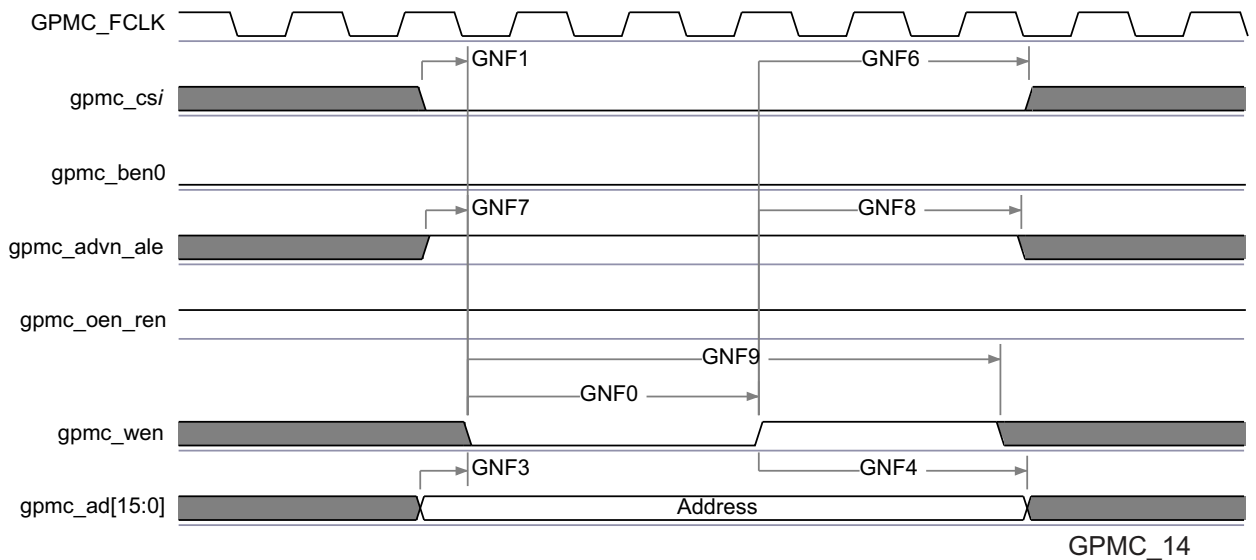 GPMC_FCLK
GNF1
GNF6
gpmc_csi
gpmc_ben0
GNF7
GNF8
gpmc_advn_ale
gpmc_oen_ren
GNF9
GNF0
gpmc_wen
GNF3
GNF4
gpmc_ad[15:0]
Address
GPMC_14